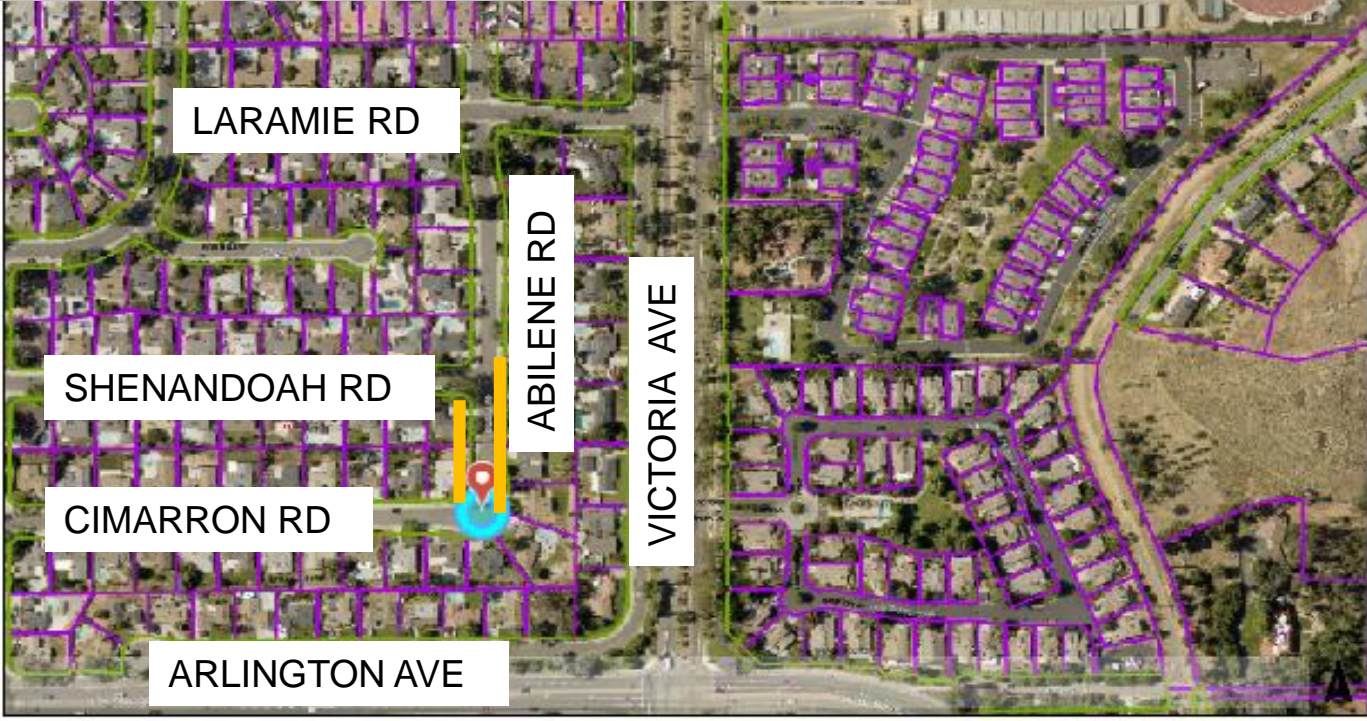 LARAMIE RD
ABILENE RD
SHENANDOAH RD
VICTORIA AVE
CIMARRON RD
ARLINGTON AVE